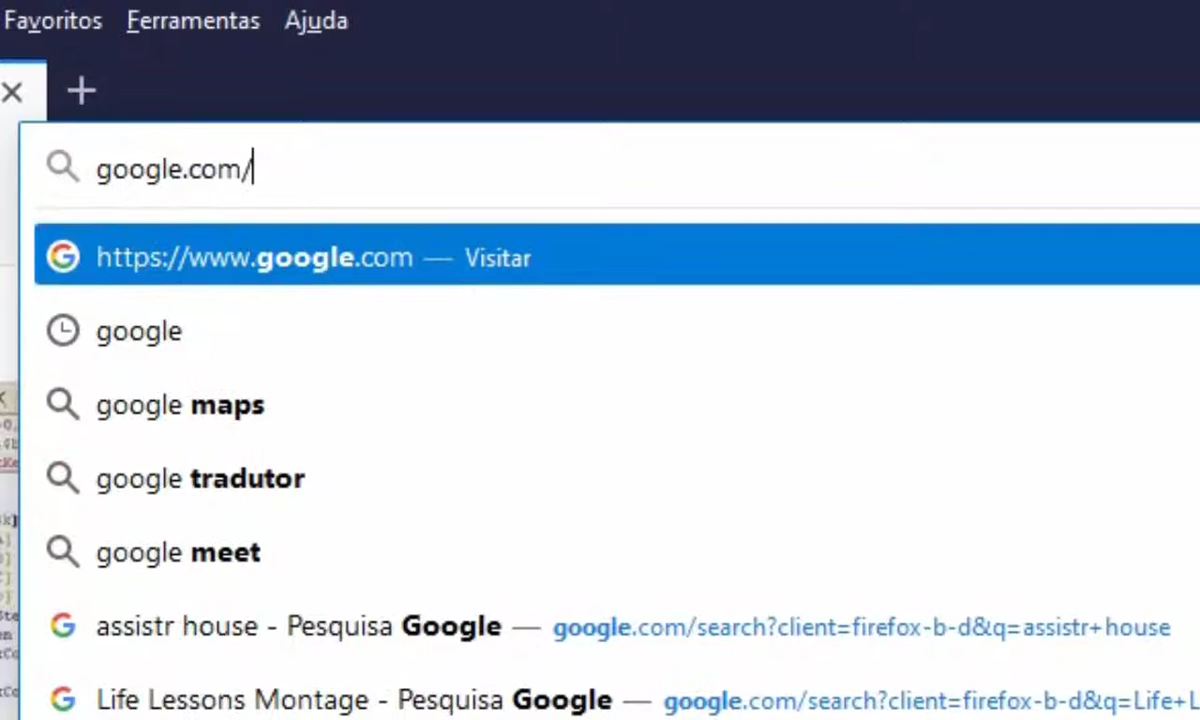 Favoritos Ferramentas Ajuda
google.com/
https://www.google.com — Visitar
google
google maps
google tradutor
google meet
assistr house - Pesquisa Google — google.com/search?client=firefox-b-d&q=assistr+house
Life Lessons Montage - Pesquisa Google — google.com/search?client=firefox-b-d&q=Life+L